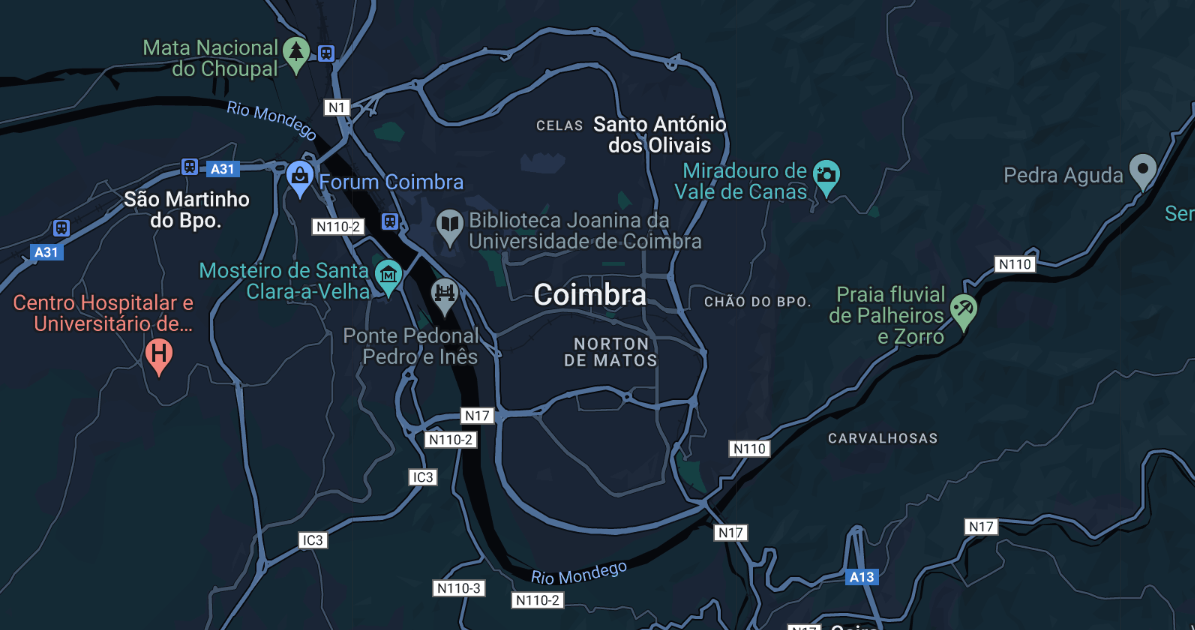 Mata Nacional
do Choupal
N1
Rio Mondego
CELAS
Santo António
dos Olivais
A31
Forum Coimbra
Miradouro de
Vale de Canas
Pedra Aguda
São Martinho
do Bpo.
N110-2
Biblioteca Joanina da
Universidade de Coimbra
Ser
A31
N110
Mosteiro de Santa
Clara-a-Velha
Centro Hospitalar e
Universitário de...
Coimbra
CHÃO DO BPO.
Praia fluvial
de Palheiros
e Zorro
Ponte Pedonal
Pedro e Inês
NORTON
DE MATOS
N17
N110-2
N110
CARVALHOSAS
IC3
IC3
N17
N17
Rio Mondego
A13
N110-3
N110-2
N17